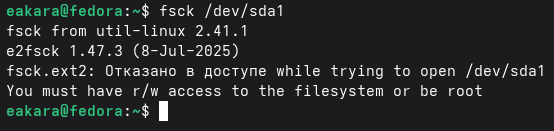 eakara@fedora:~$ fsck /dev/sda1
fsck from util-linux 2.41.1
e2fsck 1.47.3 (8-Jul-2025)
fsck.ext2: Отказано в доступе while trying to open /dev/sda1
You must have r/w access to the filesystem or be root
eakara@fedora:~$